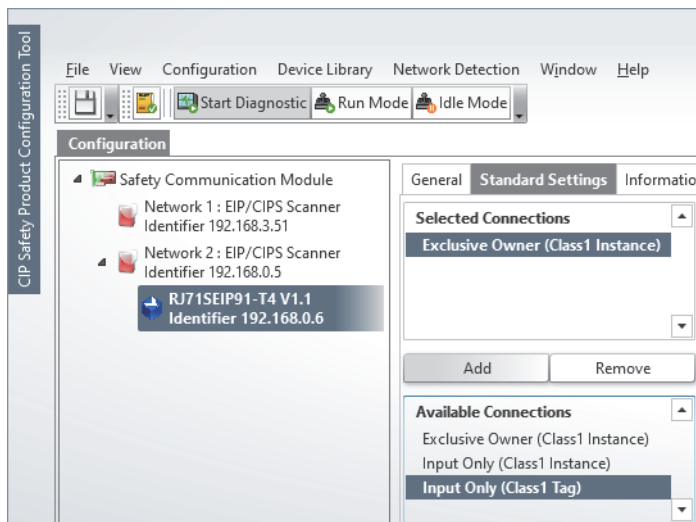 CIP Safety Product Configuration Tool
File View Configuration Device Library Network Detection Window Help
Start Diagnostic Run Mode Idle Mode
Configuration
Safety Communication Module
Network 1 : EIP/CIPS Scanner
Identifier 192.168.3.51
Network 2 : EIP/CIPS Scanner
Identifier 192.168.0.5
RJ71SEIP91-T4 V1.1
Identifier 192.168.0.6
General Standard Settings Informatio
Selected Connections
Exclusive Owner (Class1 Instance)
Add Remove
Available Connections
Exclusive Owner (Class1 Instance)
Input Only (Class1 Instance)
Input Only (Class1 Tag)